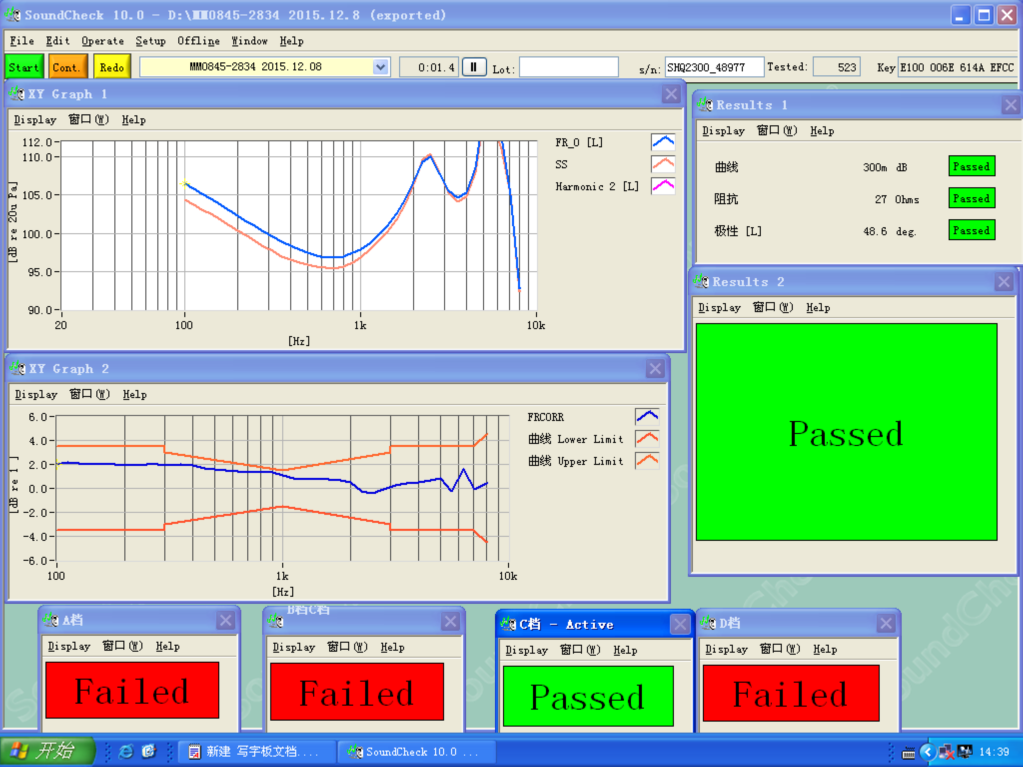 SoundCheck 10.0 - D:\MM0845-2834 2015.12.8 (exported)
File Edit Operate Setup Offline Window Help
Start Cont. Redo MM0845-2834 2015.12.08 0:01.4 Lot: s/n: SHQ2300_48977 Tested: 523 Key E100 006E 614A EFCC
XY Graph 1
Display 窗口(W) Help
112.0
110.0
105.0
100.0
95.0
90.0
[dB re 20u Pa]
20 100 1k 10k
[Hz]
FR_0 [L]
SS
Harmonic 2 [L]
Results 1
Display 窗口(W) Help
曲线 300m dB Passed
阻抗 27 Ohms Passed
极性 [L] 48.6 deg. Passed
Results 2
Display 窗口(W) Help
Passed
XY Graph 2
Display 窗口(W) Help
6.0
4.0
2.0
0.0
-2.0
-4.0
-6.0
[dB re 1 ]
100 1k 10k
[Hz]
FRCORR
曲线 Lower Limit
曲线 Upper Limit
A档
Display 窗口(W) Help
Failed
B档C档
Display 窗口(W) Help
Failed
C档 - Active
Display 窗口(W) Help
Passed
D档
Display 窗口(W) Help
Failed
开始 新建 写字板文档.... SoundCheck 10.0 ... 14:39